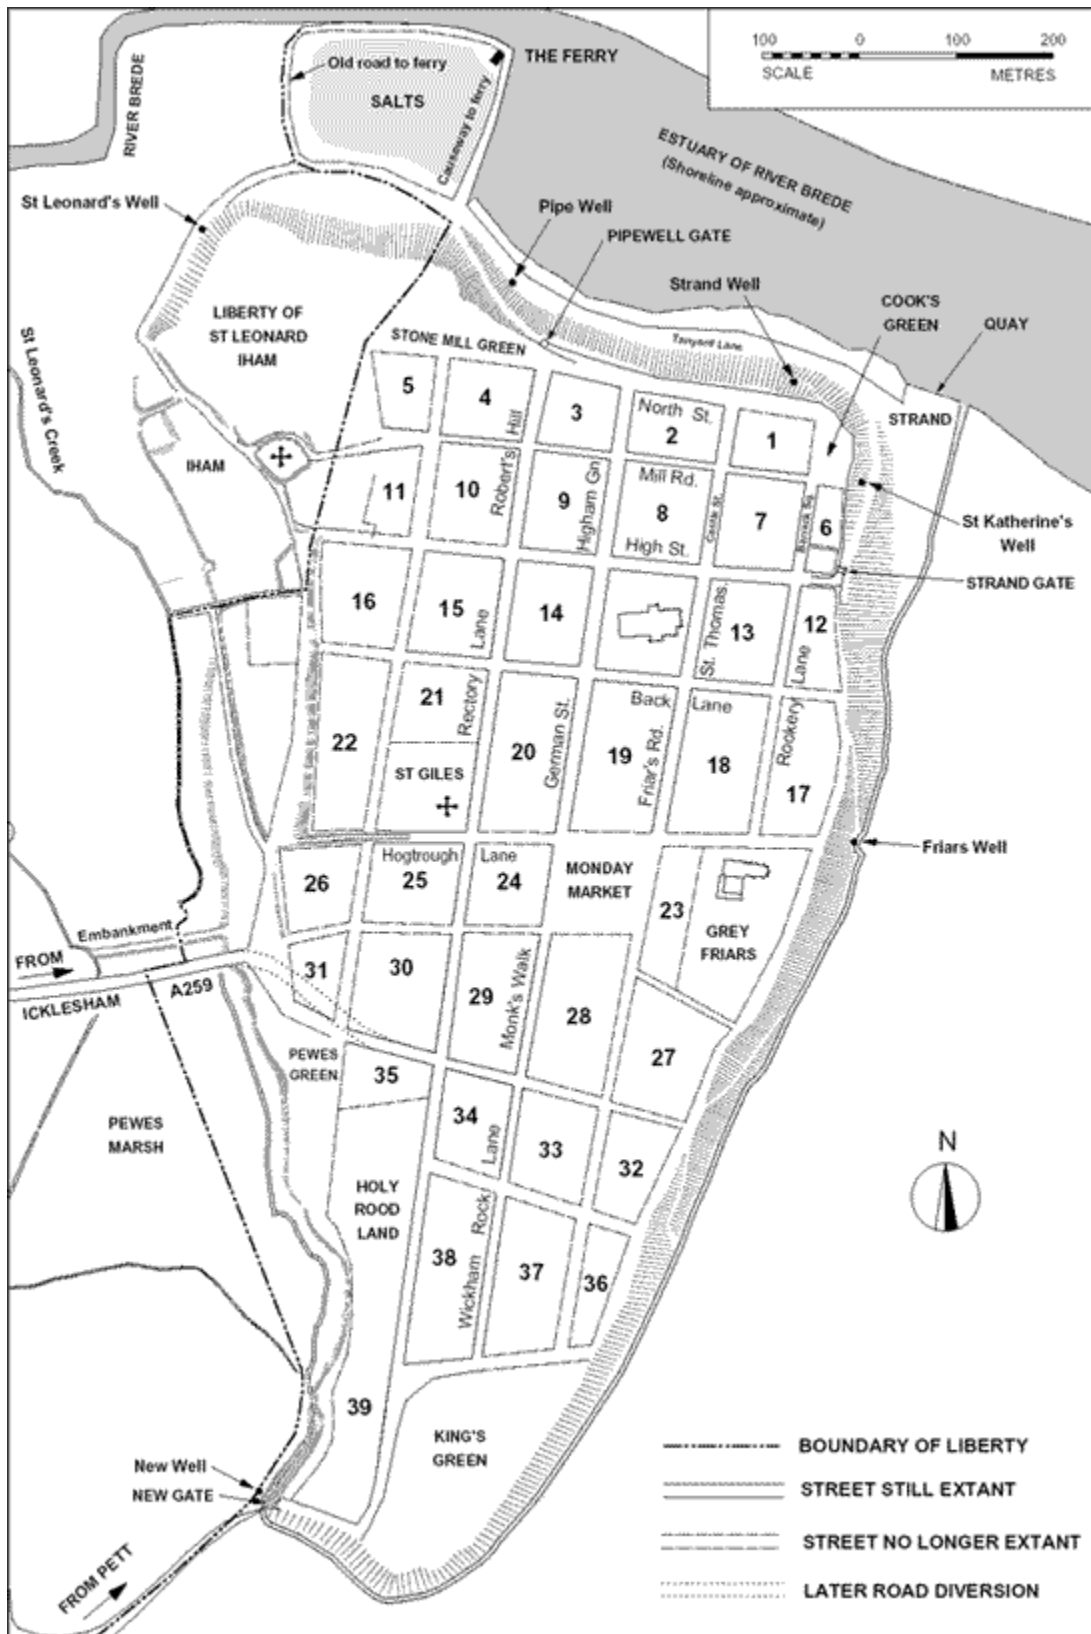 100 0 100 200
SCALE METRES
THE FERRY
Old road to ferry
SALTS
Causeway to ferry
RIVER BREDE
ESTUARY OF RIVER BREDE
(Shoreline approximate)
St Leonard's Well
Pipe Well
PIPEWELL GATE
Strand Well
COOK'S
GREEN
QUAY
LIBERTY OF
ST LEONARD
IHAM
STONE MILL GREEN
Tanyard Lane
STRAND
St Leonard's Creek
5
4
Hill
3
North St.
2
1
IHAM
11
10
Robert's
9
Higham Gn
Mill Rd.
8
High St.
Castle St.
7
Barrack Sq.
6
St Katherine's
Well
STRAND GATE
16
15
Lane
14
St. Thomas.
13
12
Lane
21
Rectory
22
ST GILES
20
German St.
Back Lane
19
Friar's Rd.
18
Rookery
17
Friars Well
26
Hogtrough Lane
25
24
MONDAY
MARKET
23
GREY
FRIARS
Embankment
FROM
ICKLESHAM
A259
31
30
29
Monk's Walk
28
27
PEWES
GREEN
35
34
Lane
33
32
PEWES
MARSH
HOLY
ROOD
LAND
N
38
Wickham Rock
37
36
39
KING'S
GREEN
New Well
NEW GATE
FROM PETT
BOUNDARY OF LIBERTY
STREET STILL EXTANT
STREET NO LONGER EXTANT
LATER ROAD DIVERSION